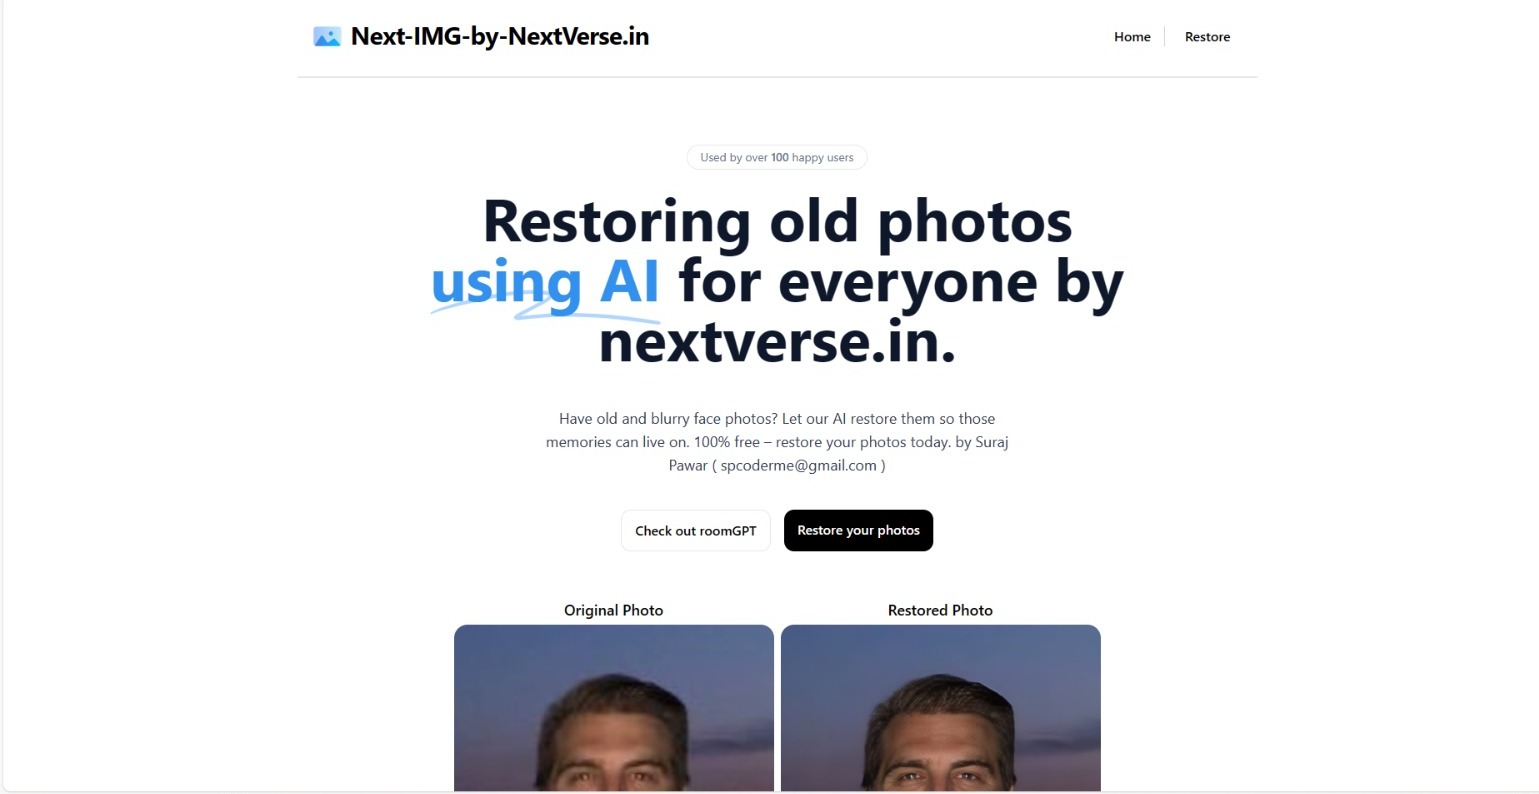 Next-IMG-by-NextVerse.in
Home
Restore
Used by over 100 happy users
Restoring old photos
using AI for everyone by
nextverse.in.
Have old and blurry face photos? Let our AI restore them so those
memories can live on. 100% free – restore your photos today. by Suraj
Pawar ( spcoderme@gmail.com )
Check out roomGPT
Restore your photos
Original Photo
Restored Photo